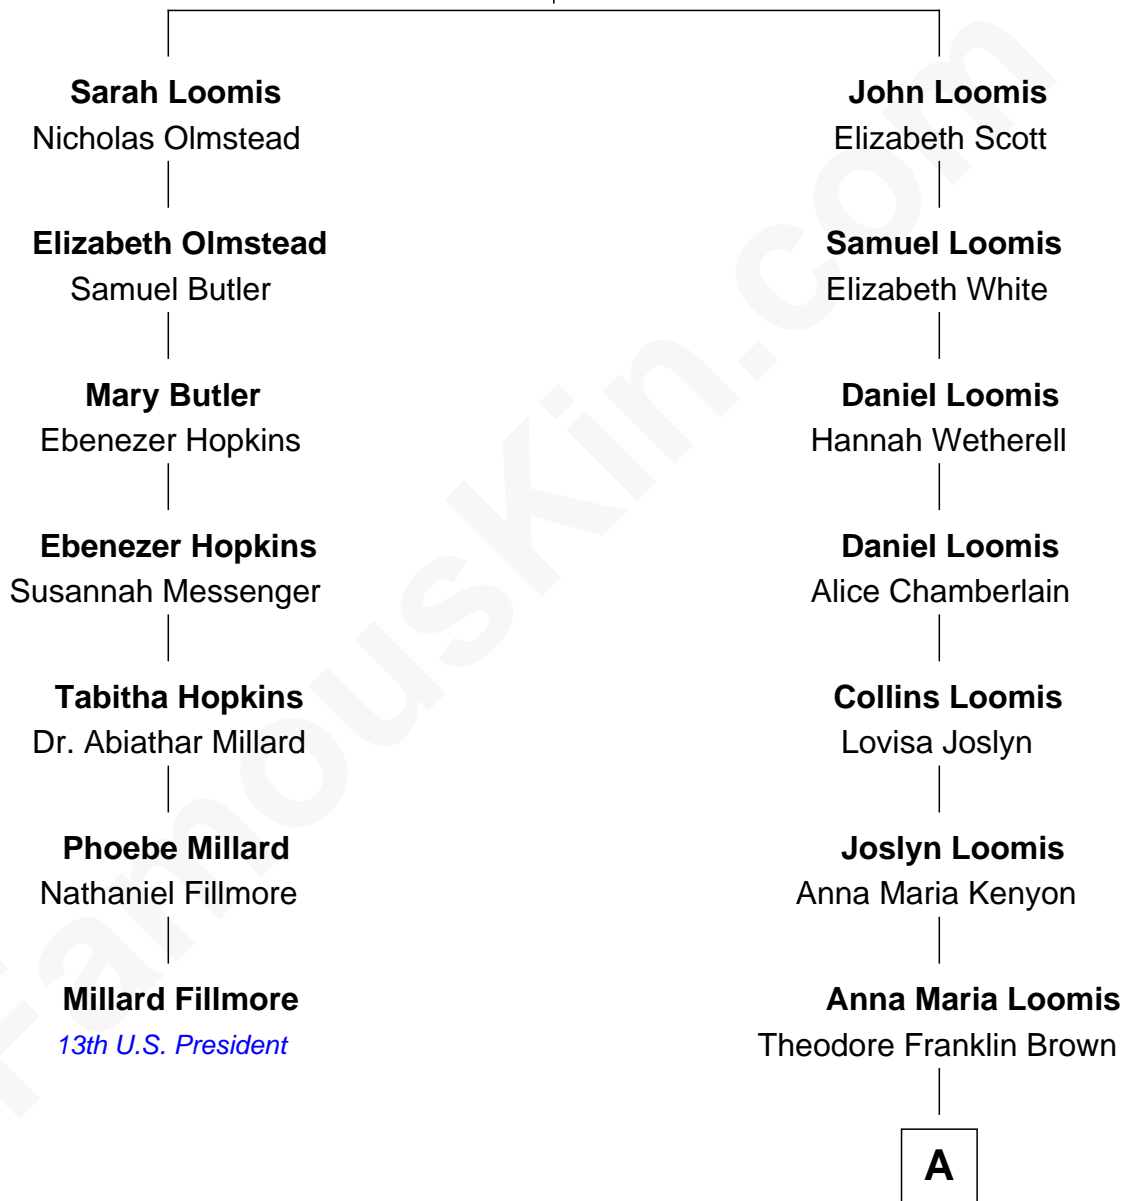 Sarah Loomis
Nicholas Olmstead
Elizabeth Olmstead
Samuel Butler
Mary Butler
Ebenezer Hopkins
Ebenezer Hopkins
Susannah Messenger
Tabitha Hopkins
Dr. Abiathar Millard
Phoebe Millard
Nathaniel Fillmore
Millard Fillmore
13th U.S. President
John Loomis
Elizabeth Scott
Samuel Loomis
Elizabeth White
Daniel Loomis
Hannah Wetherell
Daniel Loomis
Alice Chamberlain
Collins Loomis
Lovisa Joslyn
Joslyn Loomis
Anna Maria Kenyon
Anna Maria Loomis
Theodore Franklin Brown
A
FamousKin.com